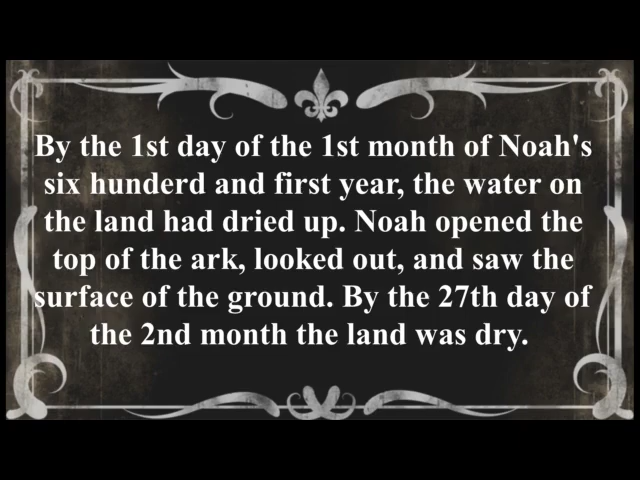 By the 1st day of the 1st month of Noah's
six hunderd and first year, the water on
the land had dried up. Noah opened the
top of the ark, looked out, and saw the
surface of the ground. By the 27th day of
the 2nd month the land was dry.